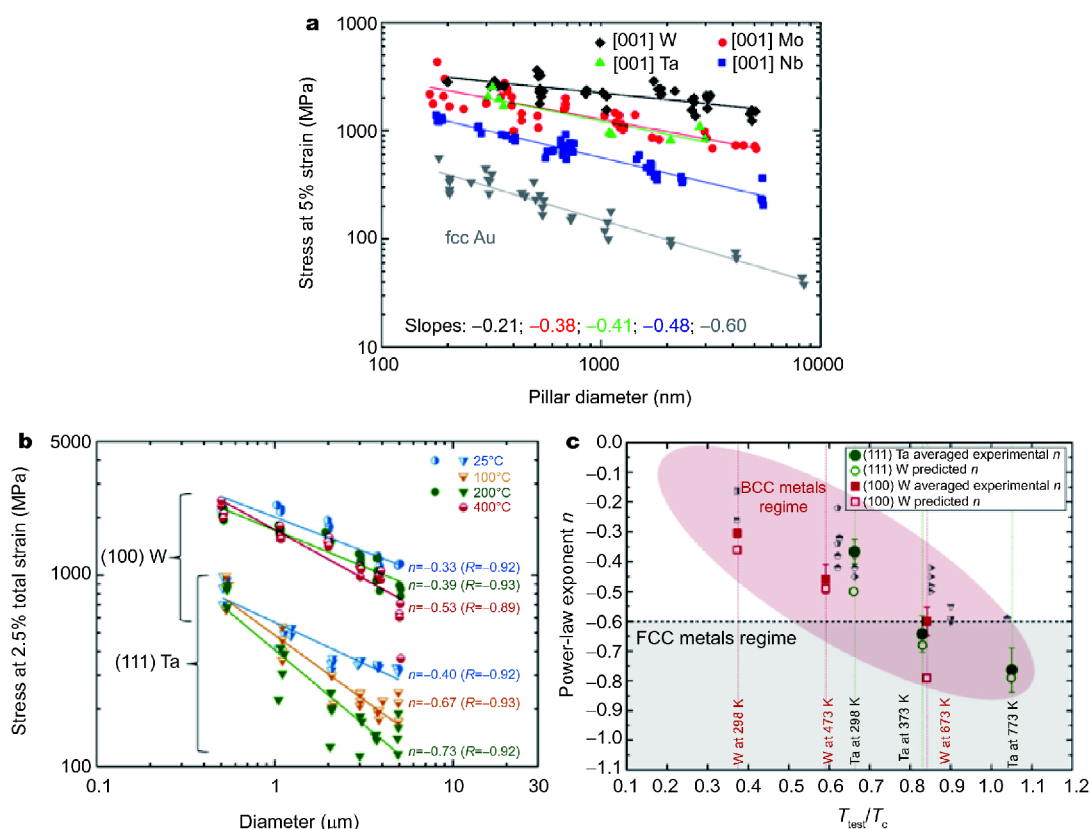 a
1000
[001] W
[001] Mo
[001] Ta
[001] Nb
1000
100
10
fcc Au
Slopes: –0.21; –0.38; –0.41; –0.48; –0.60
100
1000
10000
Stress at 5% strain (MPa)
Pillar diameter (nm)
b
5000
1000
100
25°C
100°C
200°C
400°C
(100) W
(111) Ta
n=–0.33 (R=–0.92)
n=–0.39 (R=–0.93)
n=–0.53 (R=–0.89)
n=–0.40 (R=–0.92)
n=–0.67 (R=–0.93)
n=–0.73 (R=–0.92)
0.1
1
10
30
Stress at 2.5% total strain (MPa)
Diameter (μm)
c
0.0
–0.1
–0.2
–0.3
–0.4
–0.5
–0.6
–0.7
–0.8
–0.9
–1.0
–1.1
(111) Ta averaged experimental n
(111) W predicted n
(100) W averaged experimental n
(100) W predicted n
BCC metals
regime
FCC metals regime
W at 298 K
W at 473 K
Ta at 298 K
Ta at 373 K
W at 673 K
Ta at 773 K
0.1
0.2
0.3
0.4
0.5
0.6
0.7
0.8
0.9
1.0
1.1
1.2
Power-law exponent n
Ttest/Tc